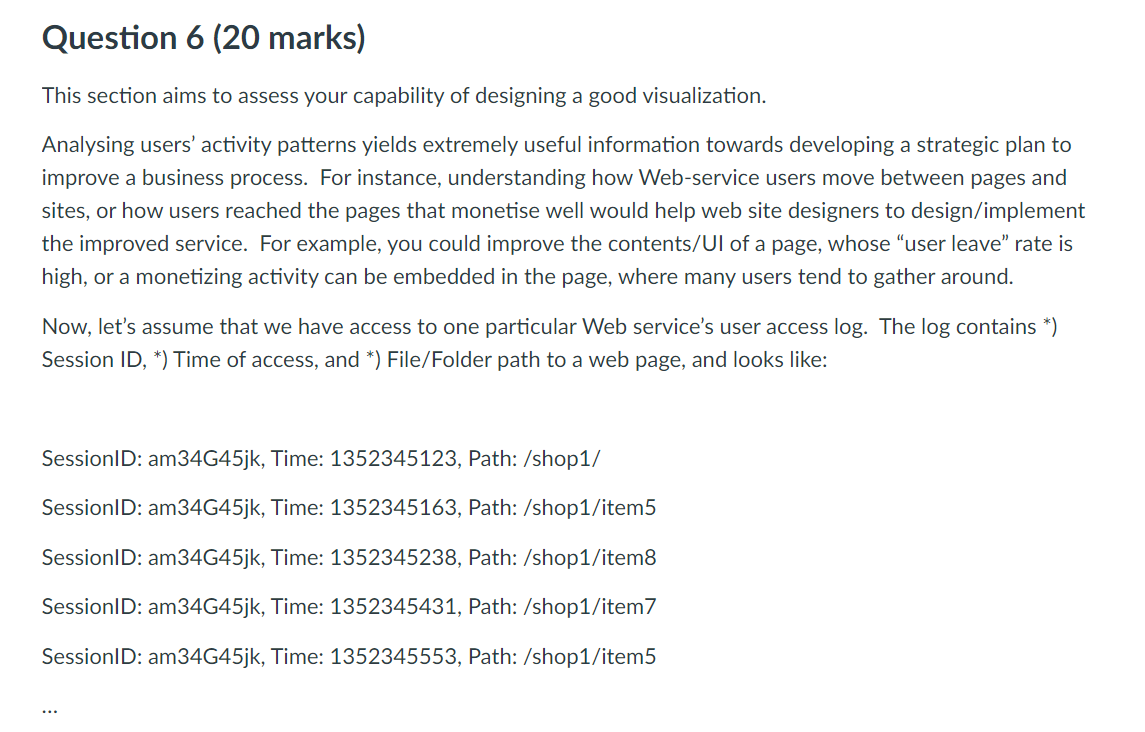 Question 6 (20 marks)
This section aims to assess your capability of designing a good visualization.
Analysing users’ activity patterns yields extremely useful information towards developing a strategic plan to
improve a business process.  For instance, understanding how Web-service users move between pages and
sites, or how users reached the pages that monetise well would help web site designers to design/implement
the improved service.  For example, you could improve the contents/UI of a page, whose “user leave” rate is
high, or a monetizing activity can be embedded in the page, where many users tend to gather around.
Now, let’s assume that we have access to one particular Web service’s user access log.  The log contains *)
Session ID, *) Time of access, and *) File/Folder path to a web page, and looks like:
SessionID: am34G45jk, Time: 1352345123, Path: /shop1/
SessionID: am34G45jk, Time: 1352345163, Path: /shop1/item5
SessionID: am34G45jk, Time: 1352345238, Path: /shop1/item8
SessionID: am34G45jk, Time: 1352345431, Path: /shop1/item7
SessionID: am34G45jk, Time: 1352345553, Path: /shop1/item5
...